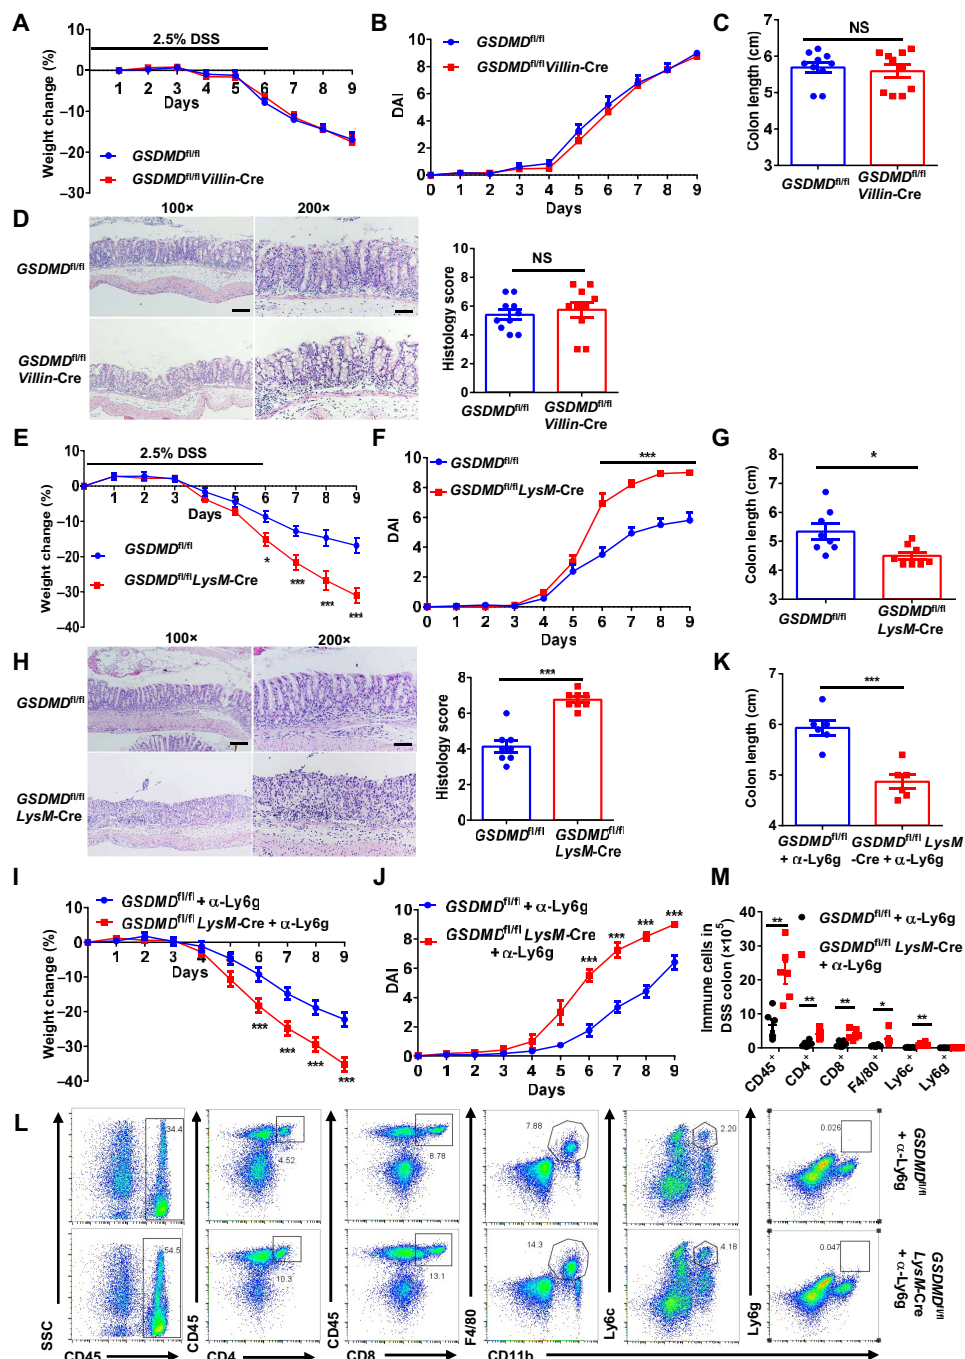 A
Weight change (%)
10
0
−10
−20
−30
2.5% DSS
1 2 3 4 5 6 7 8 9
Days
GSDMDfl/fl
GSDMDfl/flVillin-Cre
B
DAI
10
8
6
4
2
0
0 1 2 3 4 5 6 7 8 9
Days
GSDMDfl/fl
GSDMDfl/flVillin-Cre
C
Colon length (cm)
7
6
5
4
3
NS
GSDMDfl/fl
GSDMDfl/fl
Villin-Cre
D
100×
200×
GSDMDfl/fl
GSDMDfl/fl
Villin-Cre
Histology score
10
8
6
4
2
0
NS
GSDMDfl/fl
GSDMDfl/fl
Villin-Cre
E
Weight change (%)
10
0
−10
−20
−30
−40
2.5% DSS
1 2 3 4 5 6 7 8 9
Days
GSDMDfl/fl
GSDMDfl/flLysM-Cre
*
***
***
***
F
DAI
10
8
6
4
2
0
0 1 2 3 4 5 6 7 8 9
Days
GSDMDfl/fl
GSDMDfl/flLysM-Cre
***
G
Colon length (cm)
8
7
6
5
4
3
*
GSDMDfl/fl
GSDMDfl/fl
LysM-Cre
H
100×
200×
GSDMDfl/fl
GSDMDfl/fl
LysM-Cre
Histology score
8
6
4
2
0
***
GSDMDfl/fl
GSDMDfl/fl
LysM-Cre
K
Colon length (cm)
7
6
5
4
***
GSDMDfl/fl
+ α-Ly6g
GSDMDfl/fl LysM
-Cre + α-Ly6g
I
Weight change (%)
10
0
−10
−20
−30
−40
1 2 3 4 5 6 7 8 9
Days
GSDMDfl/fl + α-Ly6g
GSDMDfl/fl LysM-Cre + α-Ly6g
***
***
***
***
J
DAI
10
8
6
4
2
0
0 1 2 3 4 5 6 7 8 9
Days
GSDMDfl/fl + α-Ly6g
GSDMDfl/fl LysM-Cre
+ α-Ly6g
***
***
***
***
M
Immune cells in
DSS colon (×10⁵)
40
30
20
10
0
GSDMDfl/fl + α-Ly6g
GSDMDfl/fl LysM-Cre
+ α-Ly6g
**
**
**
*
**
CD45+
CD4+
CD8+
F4/80+
Ly6c+
Ly6g+
L
SSC
CD45
CD45
F4/80
Ly6c
Ly6g
34.4
4.52
8.78
7.88
2.20
0.026
GSDMDfl/fl
+ α-Ly6g
54.5
10.3
13.1
14.3
4.18
0.047
GSDMDfl/fl
LysM-Cre
+ α-Ly6g
CD45
CD4
CD8
CD11b